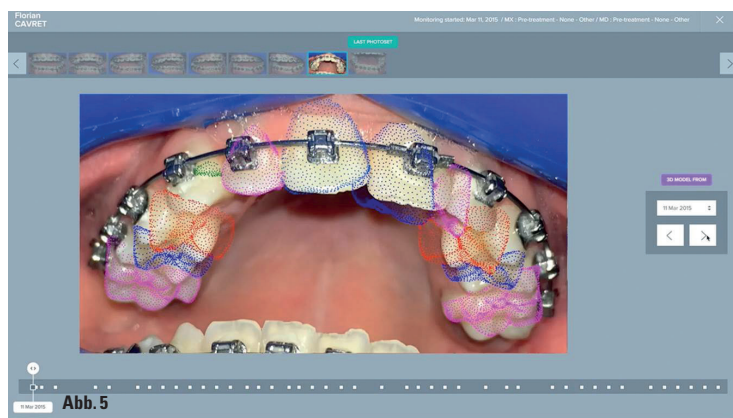 Florian
CAVRET
Monitoring started: Mar 11, 2015. / MX : Pre-treatment - None - Other / MD : Pre-treatment - None - Other
LAST PHOTOSET
3D MODEL FROM
11 Mar 2015
11 Mar 2015
Abb. 5